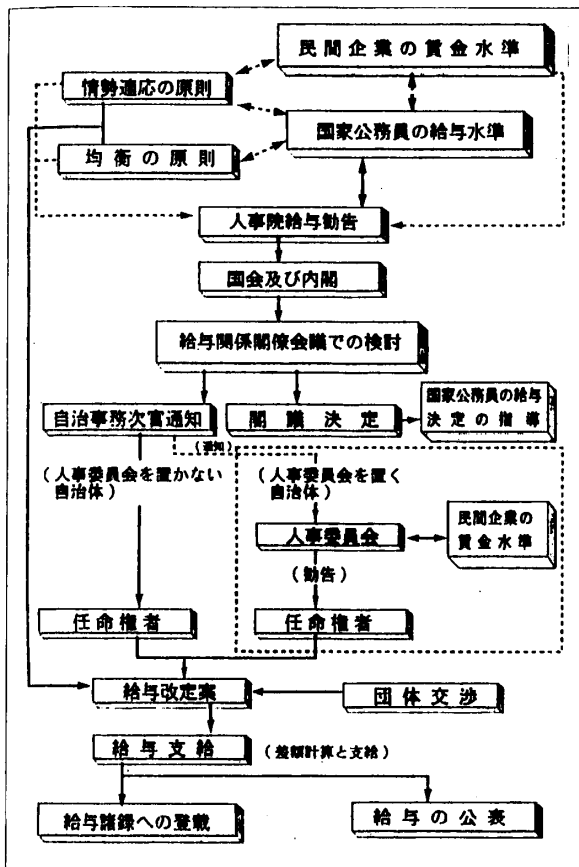 民間企業の賃金水準
情勢適応の原則
国家公務員の給与水準
均衡の原則
人事院給与勧告
国会及び内閣
給与関係閣僚会議での検討
自治事務次官通知
閣議決定
国家公務員の給与
決定の指導
(通知)
(人事委員会を置かない
自治体)
(人事委員会を置く
自治体)
人事委員会
民間企業の
賃金水準
(勧告)
任命権者
任命権者
給与改定案
団体交渉
給与支給
(差額計算と支給)
給与諸録への登載
給与の公表